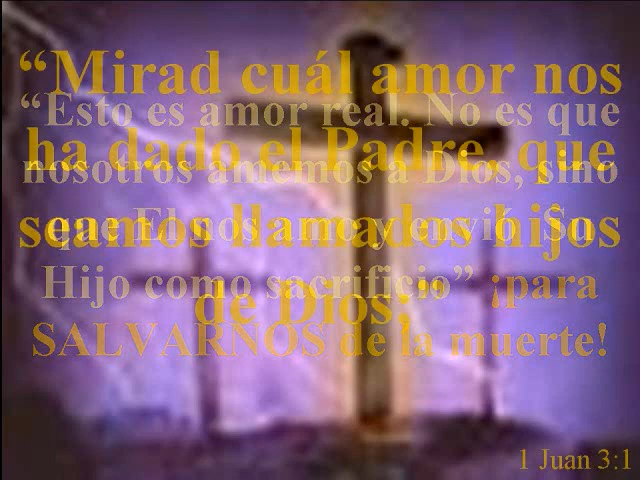 “Mirad cuál amor nos
ha dado el Padre, que
seamos llamados hijos
de Dios;”
“Esto es amor real. No es que
nosotros amemos a Dios, sino
que El nos amo y envió Su
Hijo como sacrificio” ¡para
SALVARNOS de la muerte!
1 Juan 3:1